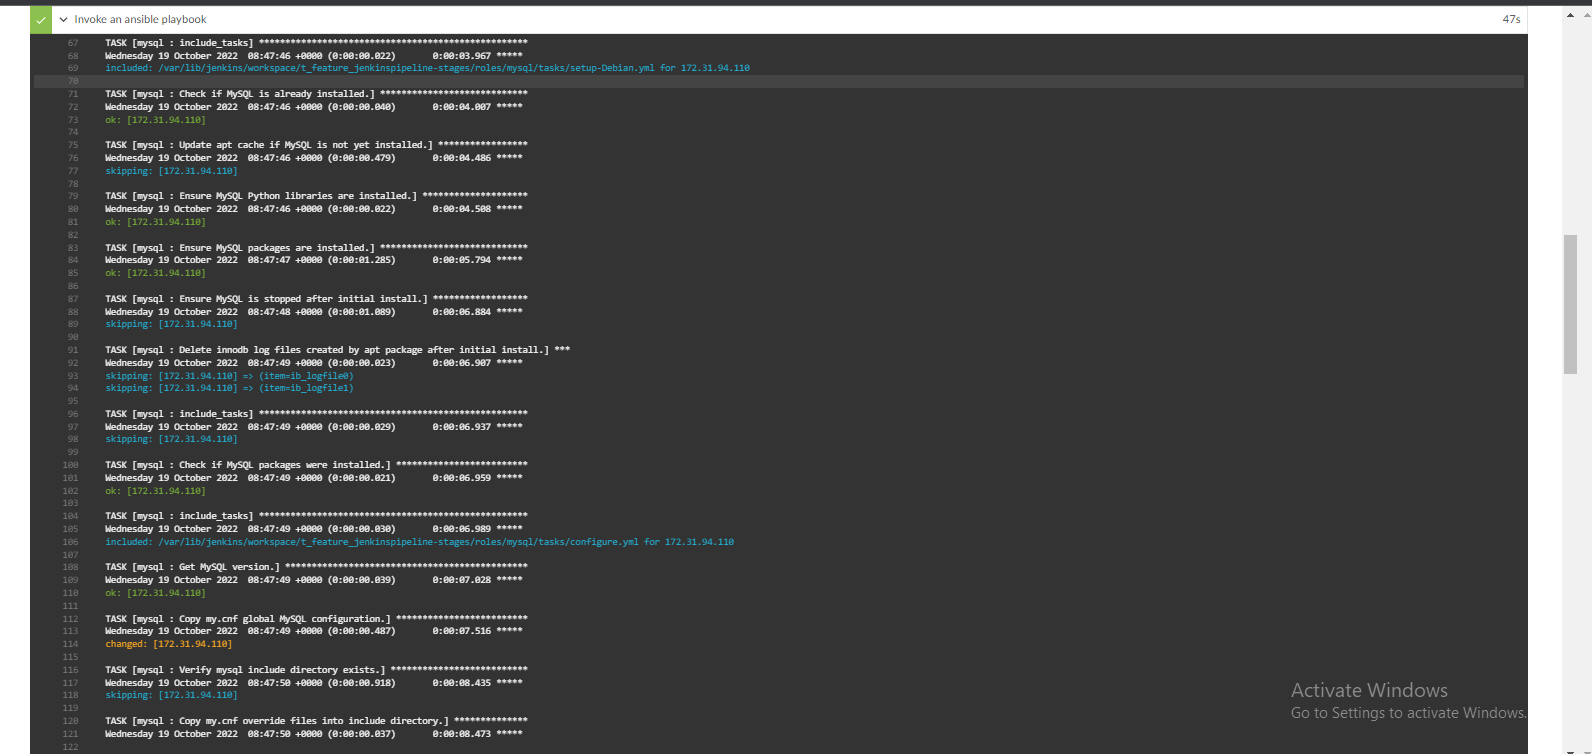 Invoke an ansible playbook 47s
67 TASK [mysql : include_tasks] ***************************************************
68 Wednesday 19 October 2022  08:47:46 +0000 (0:00:00.022)       0:00:03.967 *****
69 included: /var/lib/jenkins/workspace/t_feature_jenkinspipeline-stages/roles/mysql/tasks/setup-Debian.yml for 172.31.94.110
70
71 TASK [mysql : Check if MySQL is already installed.] ****************************
72 Wednesday 19 October 2022  08:47:46 +0000 (0:00:00.040)       0:00:04.007 *****
73 ok: [172.31.94.110]
74
75 TASK [mysql : Update apt cache if MySQL is not yet installed.] *****************
76 Wednesday 19 October 2022  08:47:46 +0000 (0:00:00.479)       0:00:04.486 *****
77 skipping: [172.31.94.110]
78
79 TASK [mysql : Ensure MySQL Python libraries are installed.] ********************
80 Wednesday 19 October 2022  08:47:46 +0000 (0:00:00.022)       0:00:04.508 *****
81 ok: [172.31.94.110]
82
83 TASK [mysql : Ensure MySQL packages are installed.] ****************************
84 Wednesday 19 October 2022  08:47:47 +0000 (0:00:01.285)       0:00:05.794 *****
85 ok: [172.31.94.110]
86
87 TASK [mysql : Ensure MySQL is stopped after initial install.] ******************
88 Wednesday 19 October 2022  08:47:48 +0000 (0:00:01.089)       0:00:06.884 *****
89 skipping: [172.31.94.110]
90
91 TASK [mysql : Delete innodb log files created by apt package after initial install.] ***
92 Wednesday 19 October 2022  08:47:49 +0000 (0:00:00.023)       0:00:06.907 *****
93 skipping: [172.31.94.110] => (item=ib_logfile0)
94 skipping: [172.31.94.110] => (item=ib_logfile1)
95
96 TASK [mysql : include_tasks] ***************************************************
97 Wednesday 19 October 2022  08:47:49 +0000 (0:00:00.029)       0:00:06.937 *****
98 skipping: [172.31.94.110]
99
100 TASK [mysql : Check if MySQL packages were installed.] *************************
101 Wednesday 19 October 2022  08:47:49 +0000 (0:00:00.021)       0:00:06.959 *****
102 ok: [172.31.94.110]
103
104 TASK [mysql : include_tasks] ***************************************************
105 Wednesday 19 October 2022  08:47:49 +0000 (0:00:00.030)       0:00:06.989 *****
106 included: /var/lib/jenkins/workspace/t_feature_jenkinspipeline-stages/roles/mysql/tasks/configure.yml for 172.31.94.110
107
108 TASK [mysql : Get MySQL version.] **********************************************
109 Wednesday 19 October 2022  08:47:49 +0000 (0:00:00.039)       0:00:07.028 *****
110 ok: [172.31.94.110]
111
112 TASK [mysql : Copy my.cnf global MySQL configuration.] *************************
113 Wednesday 19 October 2022  08:47:49 +0000 (0:00:00.487)       0:00:07.516 *****
114 changed: [172.31.94.110]
115
116 TASK [mysql : Verify mysql include directory exists.] **************************
117 Wednesday 19 October 2022  08:47:50 +0000 (0:00:00.918)       0:00:08.435 *****
118 skipping: [172.31.94.110]
119
120 TASK [mysql : Copy my.cnf override files into include directory.] **************
121 Wednesday 19 October 2022  08:47:50 +0000 (0:00:00.037)       0:00:08.473 *****
122
Activate Windows
Go to Settings to activate Windows.